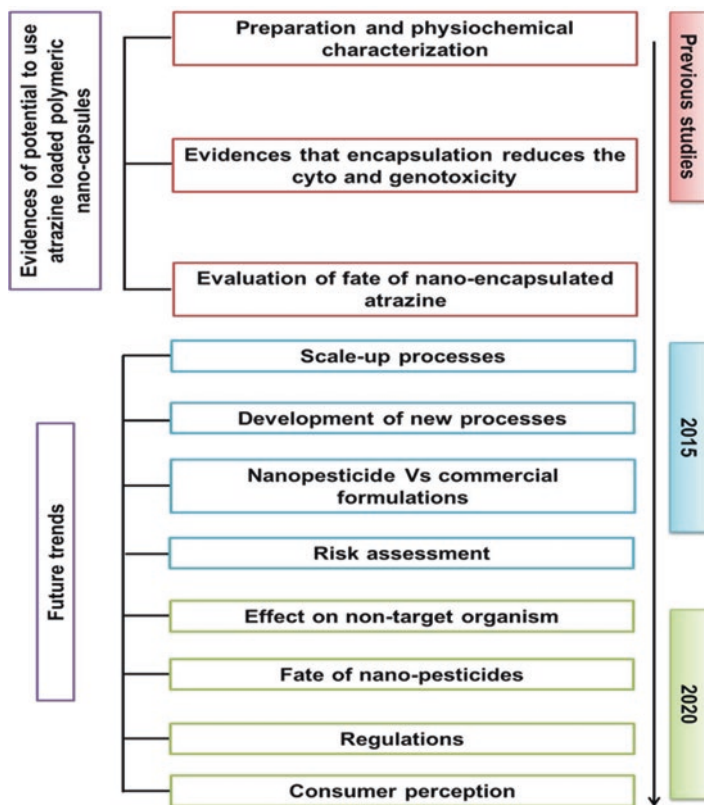 Evidences of potential to use
atrazine loaded polymeric
nano-capsules
Preparation and physiochemical
characterization
Evidences that encapsulation reduces the
cyto and genotoxicity
Evaluation of fate of nano-encapsulated
atrazine
Previous studies
Future trends
Scale-up processes
Development of new processes
Nanopesticide Vs commercial
formulations
Risk assessment
2015
Effect on non-target organism
Fate of nano-pesticides
Regulations
Consumer perception
2020